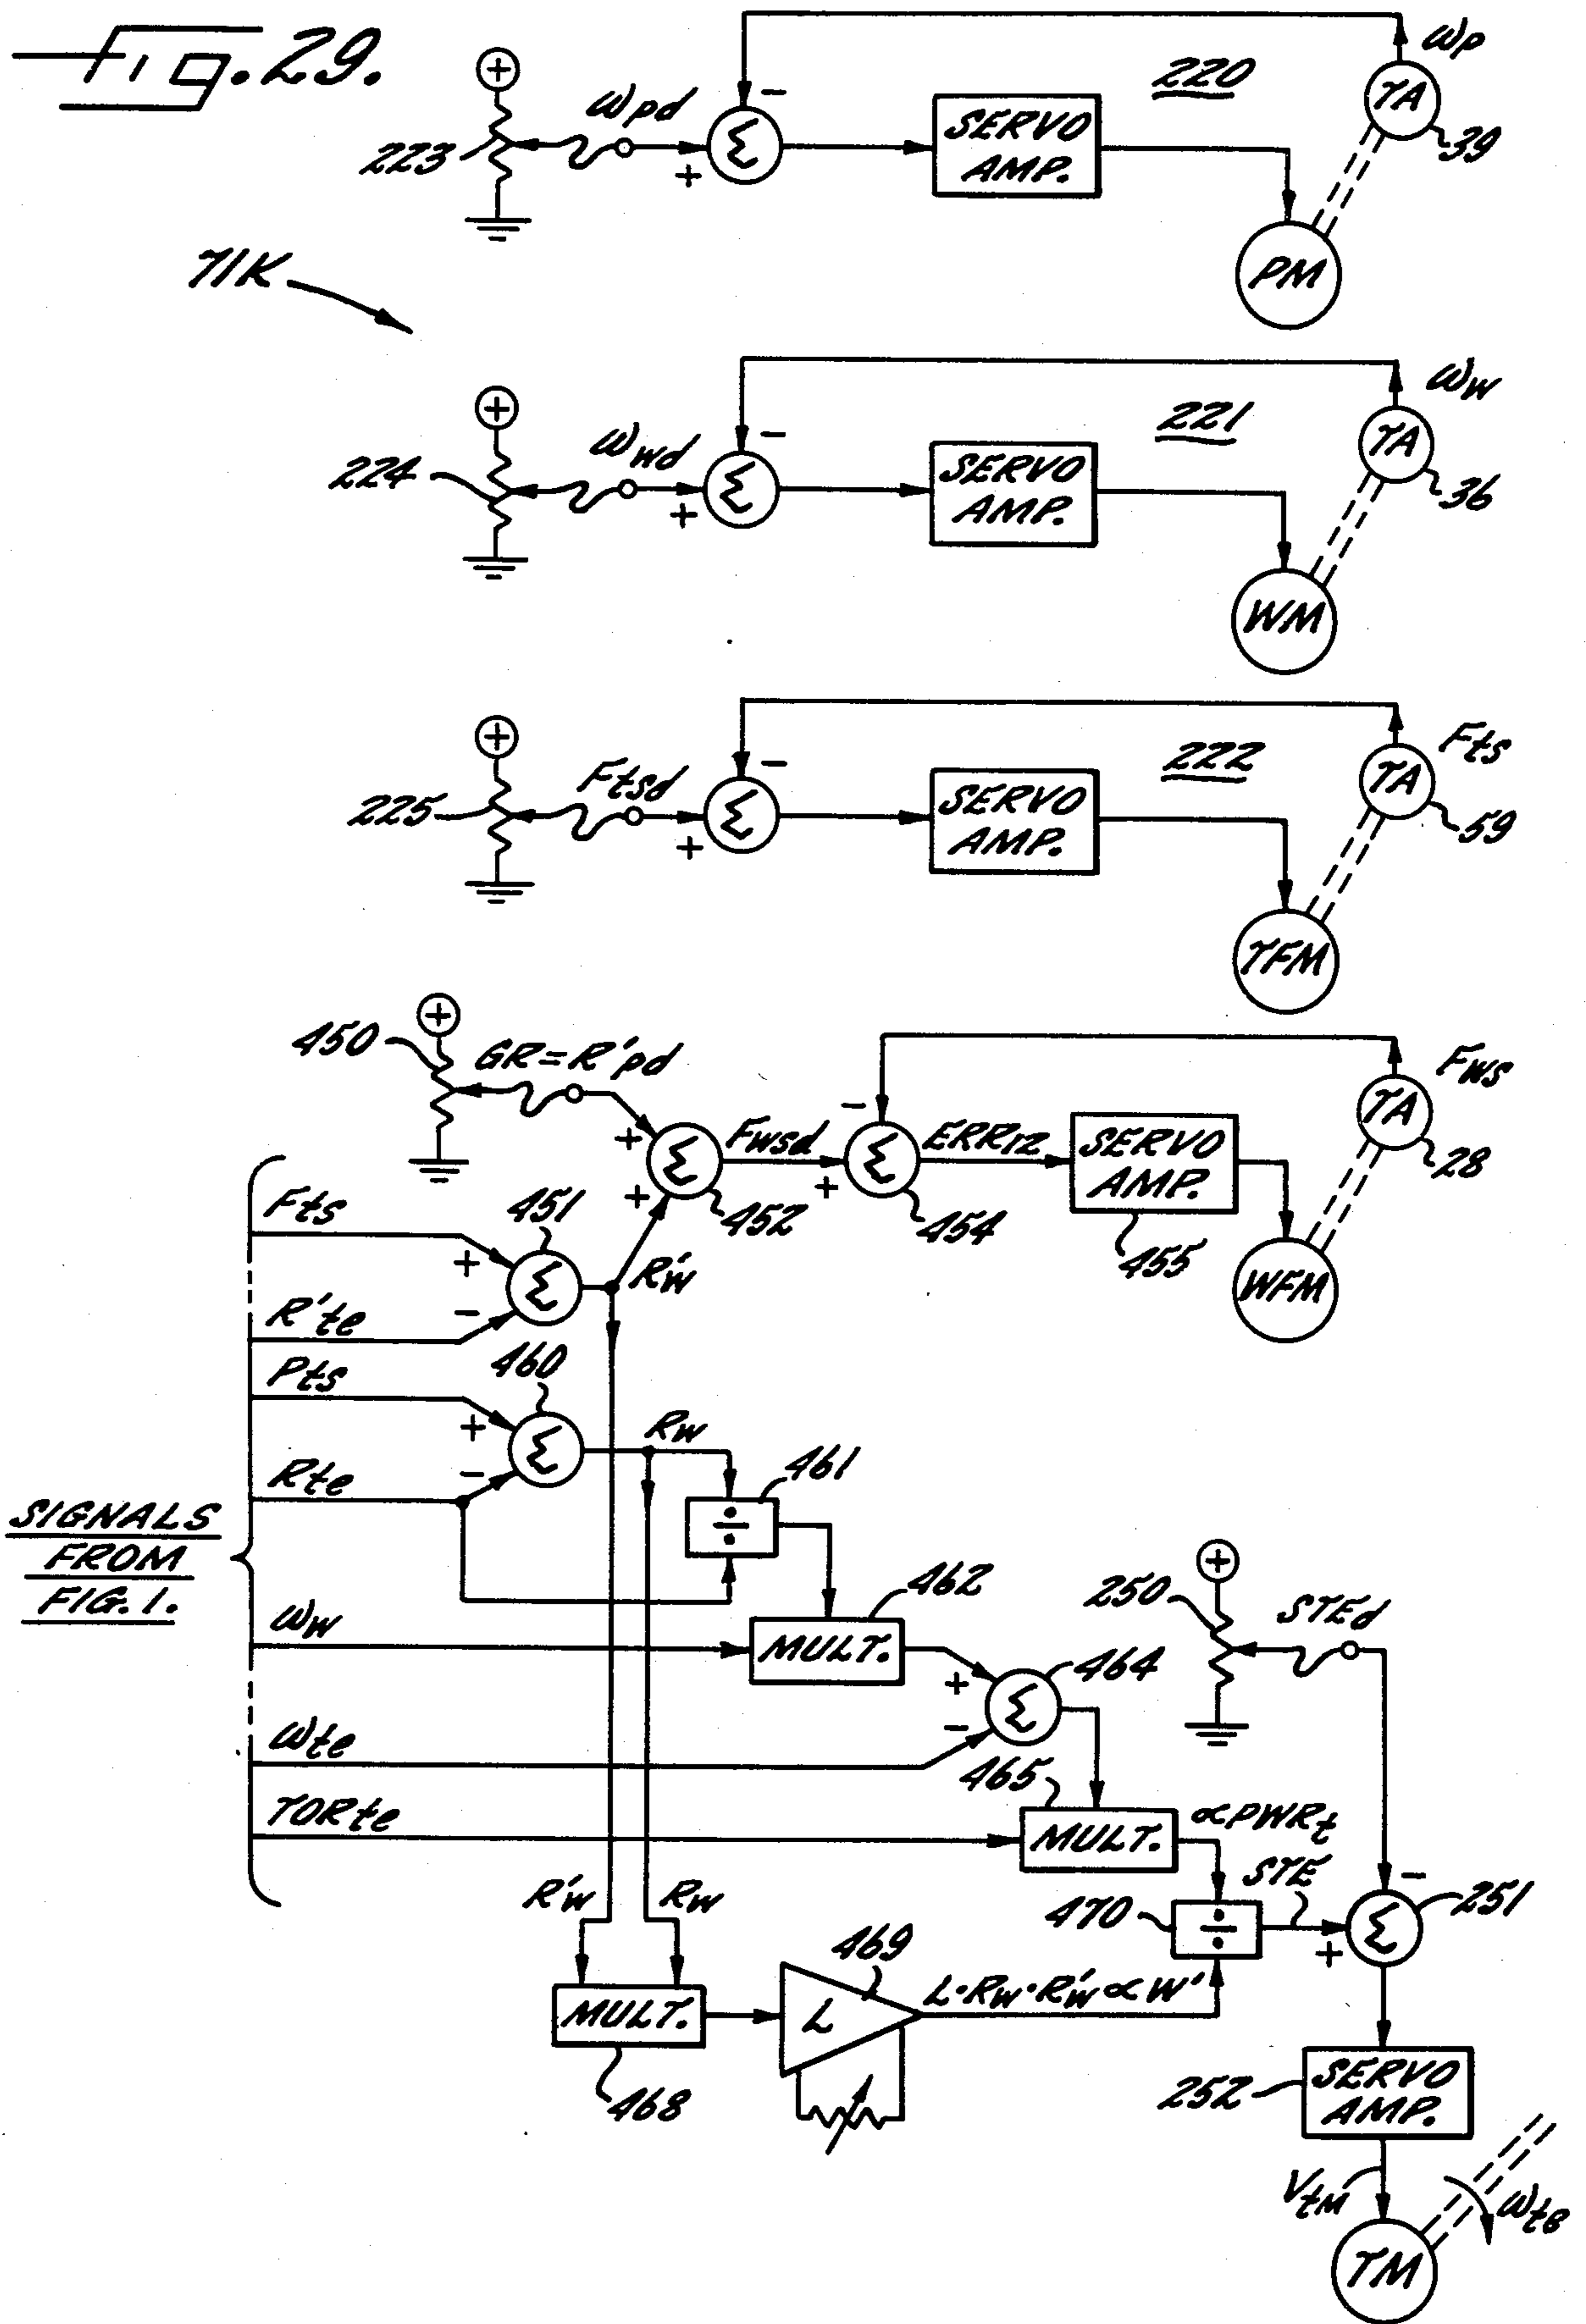 Fig. 29.
+
ωpd
223
+
−
Σ
SERVO AMP.
220
ωp
TA
39
PM
71K
+
ωwd
224
+
−
Σ
SERVO AMP.
221
ωw
TA
36
WM
+
Ftsd
225
+
−
Σ
SERVO AMP.
222
Fts
TA
59
TFM
+
450
GR=R'pd
+
+
Σ
452
Fwsd
−
+
Σ
454
ERR12
SERVO AMP.
455
Fws
TA
28
WFM
SIGNALS
FROM
FIG. 1.
Fts
R'te
+
−
Σ
451
R'w
Pts
Rte
+
−
Σ
460
Rw
÷
461
ωw
MULT.
462
ωte
+
−
Σ
464
TORte
MULT.
465
∝PWRt
+
250
STEd
R'w
Rw
MULT.
468
L
469
L·Rw·R'w ∝ W'
÷
470
STE
−
+
Σ
251
SERVO AMP.
252
VtM
TM
ωte